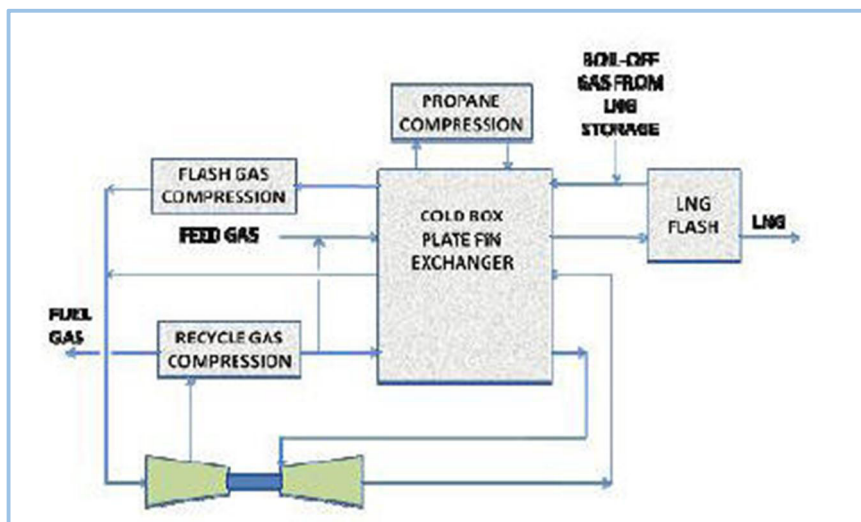 BOIL-OFF
GAS FROM
LNG
STORAGE
PROPANE
COMPRESSION
FLASH GAS
COMPRESSION
FEED GAS
COLD BOX
PLATE FIN
EXCHANGER
LNG
FLASH
LNG
FUEL
GAS
RECYCLE GAS
COMPRESSION